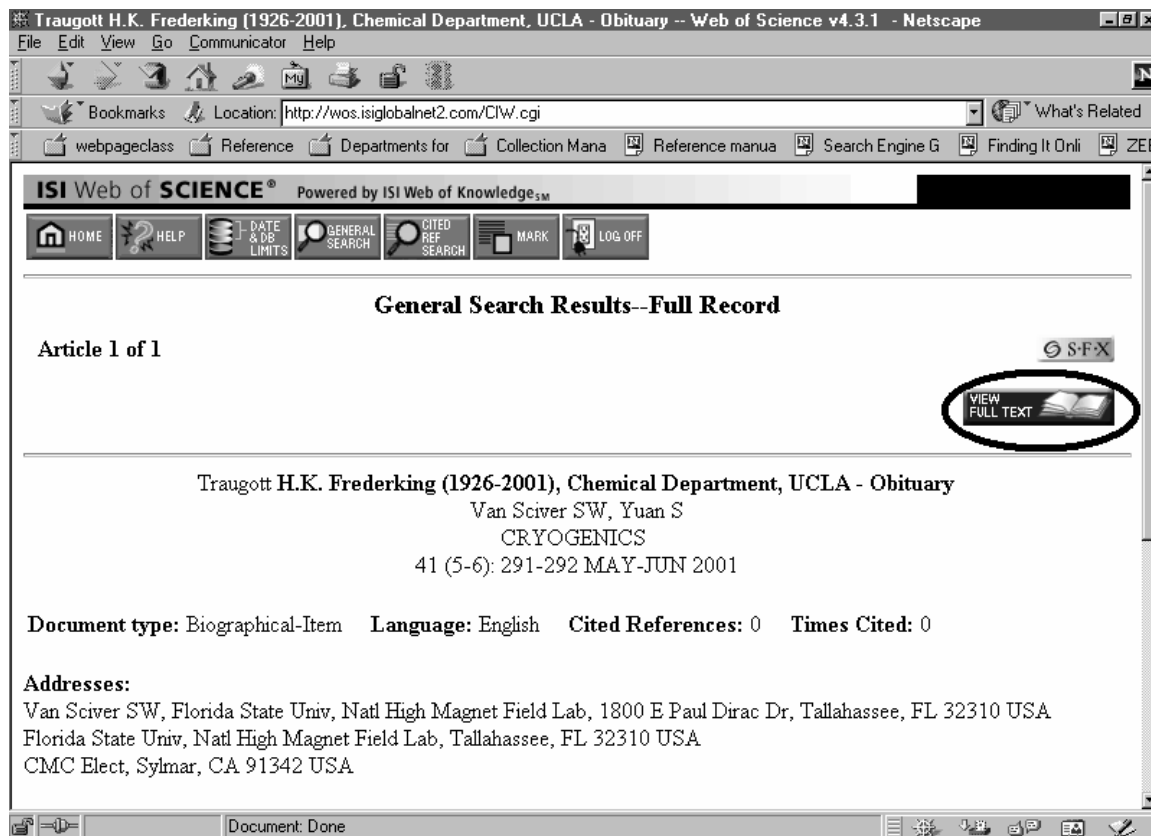 Traugott H.K. Frederking (1926-2001), Chemical Department, UCLA - Obituary -- Web of Science v4.3.1 - Netscape
File Edit View Go Communicator Help
My
N
Bookmarks Location: http://wos.isiglobalnet2.com/CIW.cgi What's Related
webpageclass Reference Departments for Collection Mana Reference manua Search Engine G Finding It Onli ZEE
ISI Web of SCIENCE® Powered by ISI Web of Knowledge SM
HOME HELP DATE & DB LIMITS GENERAL SEARCH CITED REF SEARCH MARK LOG OFF
General Search Results--Full Record
Article 1 of 1 S·F·X
VIEW
FULL TEXT
Traugott H.K. Frederking (1926-2001), Chemical Department, UCLA - Obituary
Van Sciver SW, Yuan S
CRYOGENICS
41 (5-6): 291-292 MAY-JUN 2001
Document type: Biographical-Item Language: English Cited References: 0 Times Cited: 0
Addresses:
Van Sciver SW, Florida State Univ, Natl High Magnet Field Lab, 1800 E Paul Dirac Dr, Tallahassee, FL 32310 USA
Florida State Univ, Natl High Magnet Field Lab, Tallahassee, FL 32310 USA
CMC Elect, Sylmar, CA 91342 USA
Document: Done